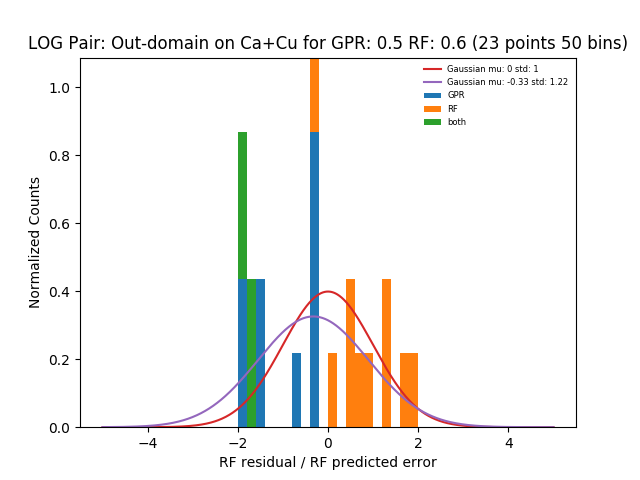 LOG Pair: Out-domain on Ca+Cu for GPR: 0.5 RF: 0.6 (23 points 50 bins)
Gaussian mu: 0 std: 1
Gaussian mu: -0.33 std: 1.22
GPR
RF
both
Normalized Counts
1.0
0.8
0.6
0.4
0.2
0.0
−4 −2 0 2 4
RF residual / RF predicted error